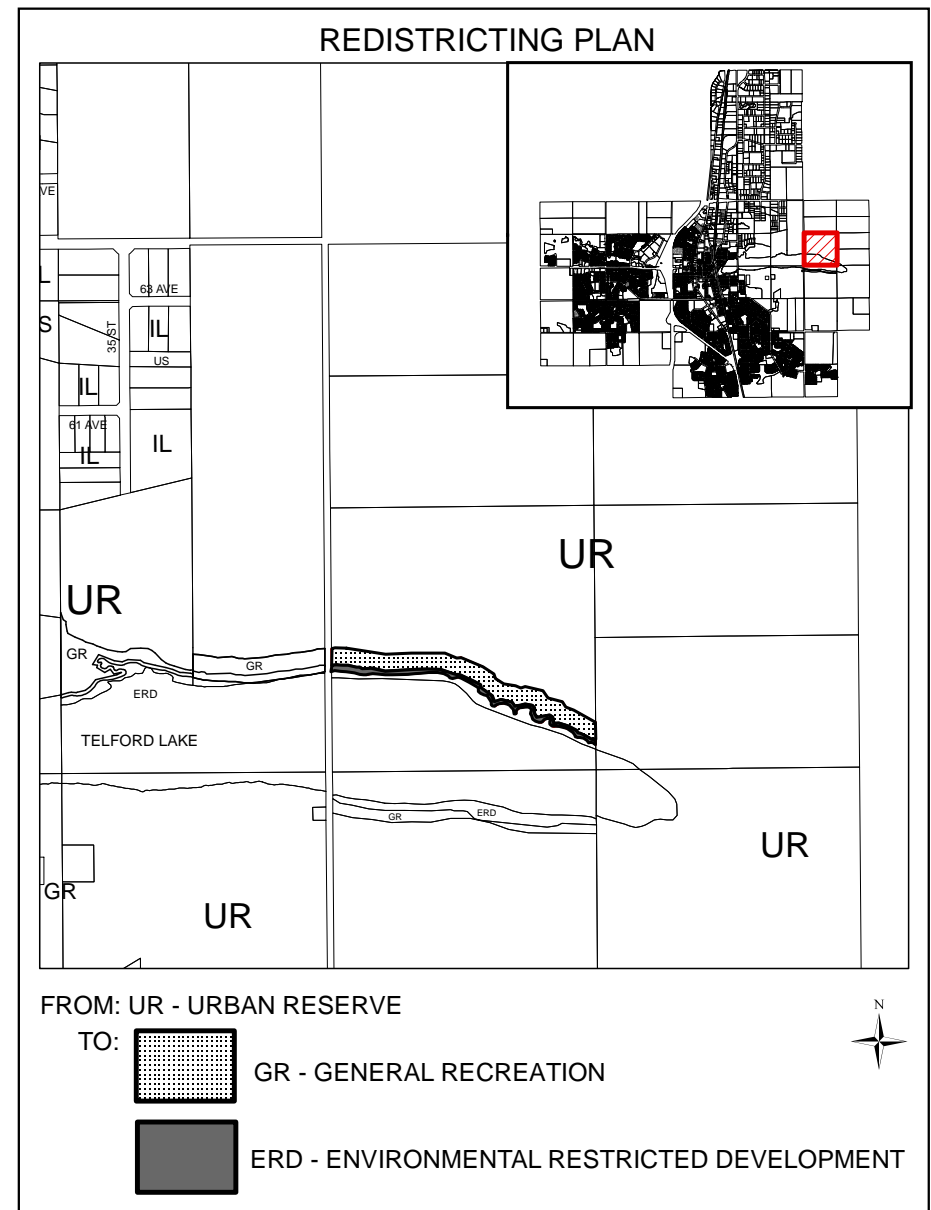 REDISTRICTING PLAN
VE
L
63 AVE
S
35 ST
IL
US
IL
61 AVE
IL
IL
UR
UR
GR
GR
ERD
TELFORD LAKE
GR
ERD
UR
GR
UR
FROM: UR - URBAN RESERVE
N
TO:
GR - GENERAL RECREATION
ERD - ENVIRONMENTAL RESTRICTED DEVELOPMENT